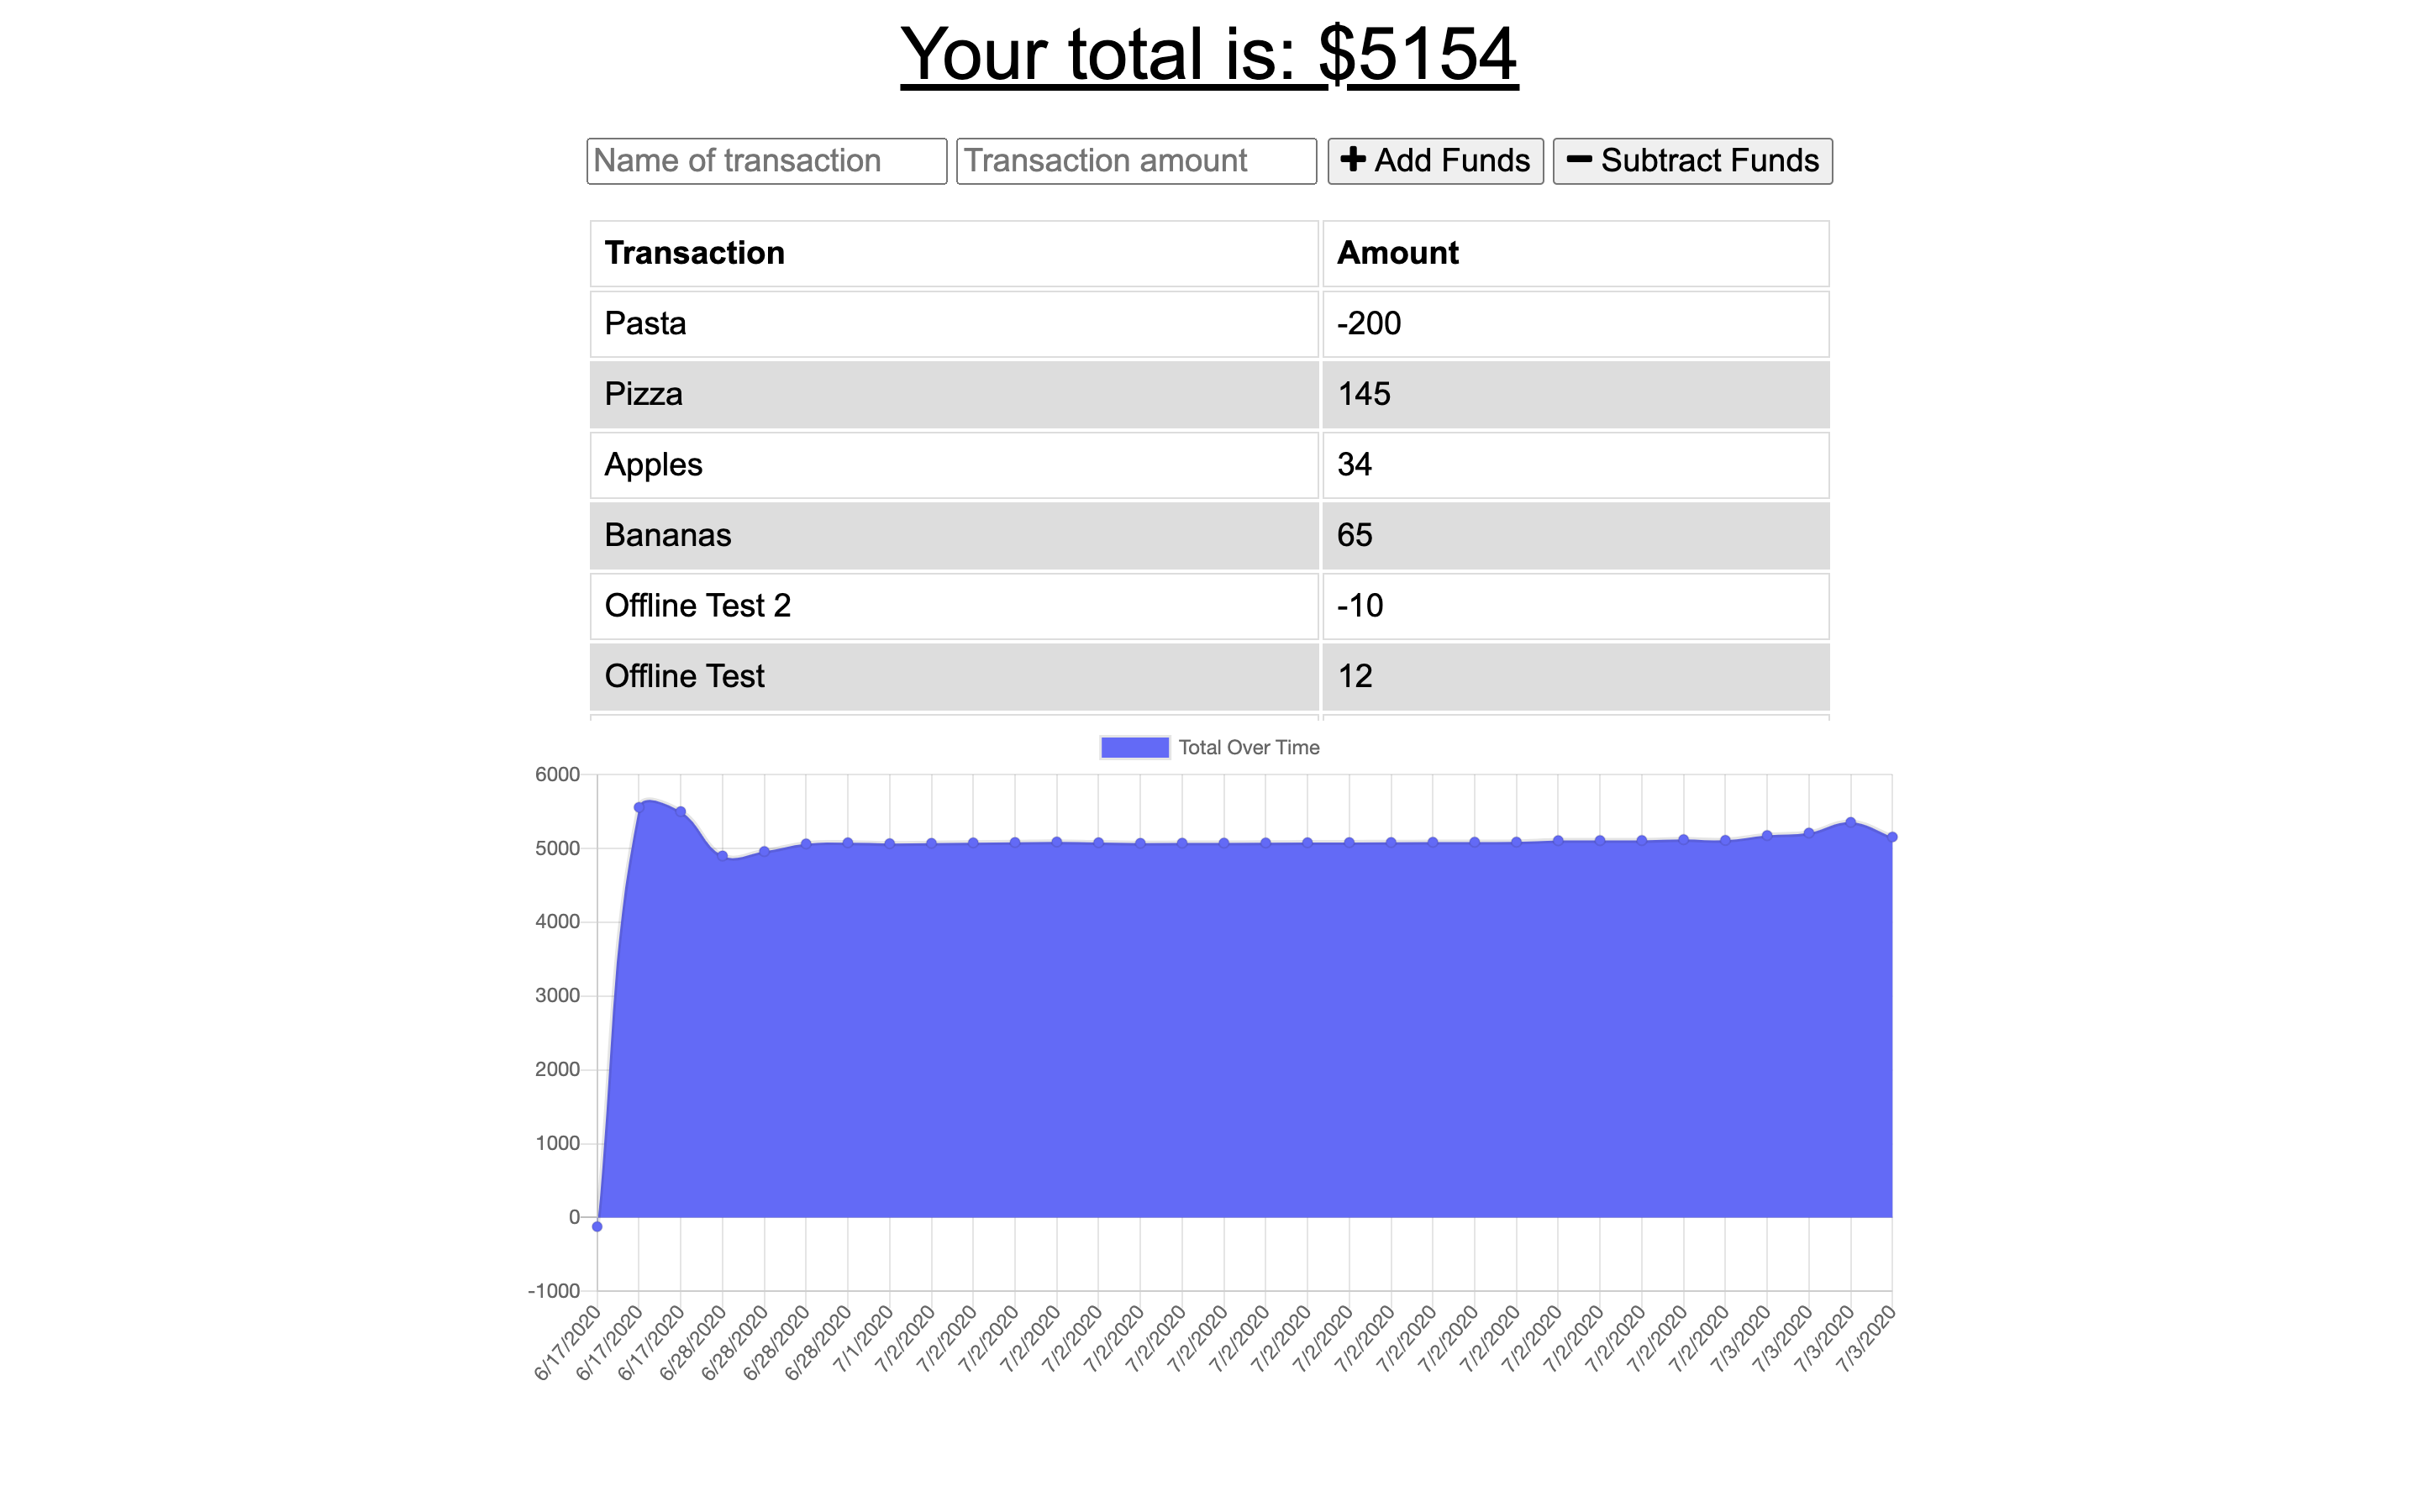 Your total is: $5154
Name of transaction Transaction amount Add Funds Subtract Funds
Transaction Amount
Pasta -200
Pizza 145
Apples 34
Bananas 65
Offline Test 2 -10
Offline Test 12
Total Over Time
6000
5000
4000
3000
2000
1000
0
-1000
6/17/2020 6/17/2020 6/17/2020 6/28/2020 6/28/2020 6/28/2020 6/28/2020 7/1/2020 7/2/2020 7/2/2020 7/2/2020 7/2/2020 7/2/2020 7/2/2020 7/2/2020 7/2/2020 7/2/2020 7/2/2020 7/2/2020 7/2/2020 7/2/2020 7/2/2020 7/2/2020 7/2/2020 7/2/2020 7/2/2020 7/2/2020 7/2/2020 7/3/2020 7/3/2020 7/3/2020 7/3/2020